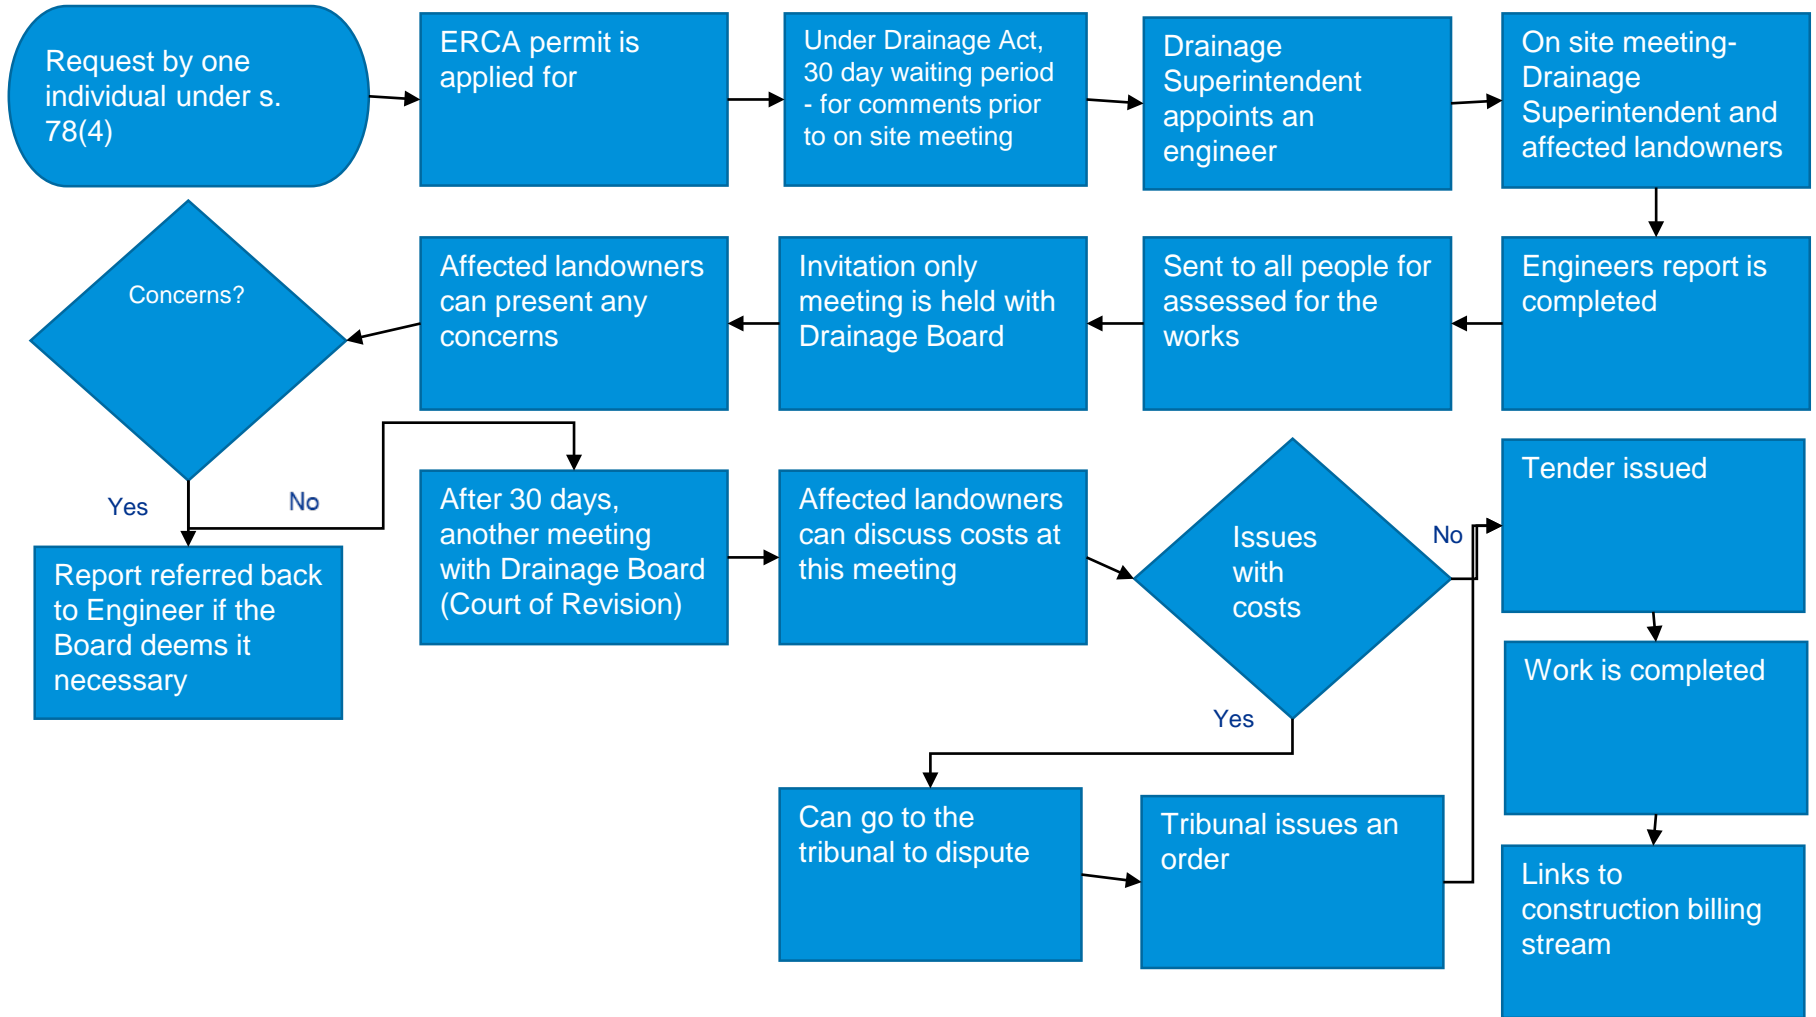 Request by one
individual under s.
78(4)
ERCA permit is
applied for
Under Drainage Act,
30 day waiting period
- for comments prior
to on site meeting
Drainage
Superintendent
appoints an
engineer
On site meeting-
Drainage
Superintendent and
affected landowners
Engineers report is
completed
Sent to all people for
assessed for the
works
Invitation only
meeting is held with
Drainage Board
Affected landowners
can present any
concerns
Concerns?
Yes
No
Report referred back
to Engineer if the
Board deems it
necessary
After 30 days,
another meeting
with Drainage Board
(Court of Revision)
Affected landowners
can discuss costs at
this meeting
Issues
with
costs
No
Yes
Can go to the
tribunal to dispute
Tribunal issues an
order
Tender issued
Work is completed
Links to
construction billing
stream